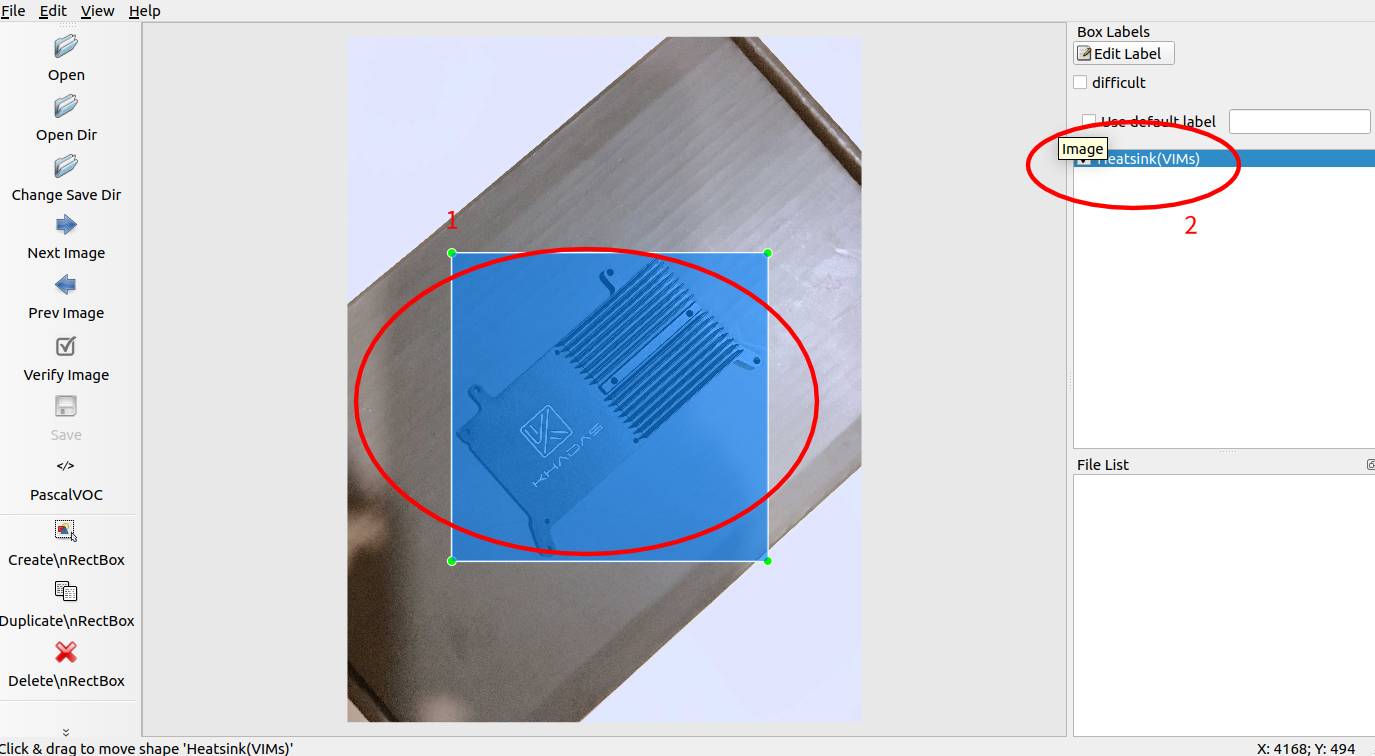 File Edit View Help
Open
Open Dir
Change Save Dir
Next Image
Prev Image
Verify Image
Save
</>
PascalVOC
Create\nRectBox
Duplicate\nRectBox
Delete\nRectBox
Click & drag to move shape 'Heatsink(VIMs)'
1
KHADAS
Box Labels
Edit Label
difficult
Use default label
Image
Heatsink(VIMs)
2
File List
X: 4168; Y: 494